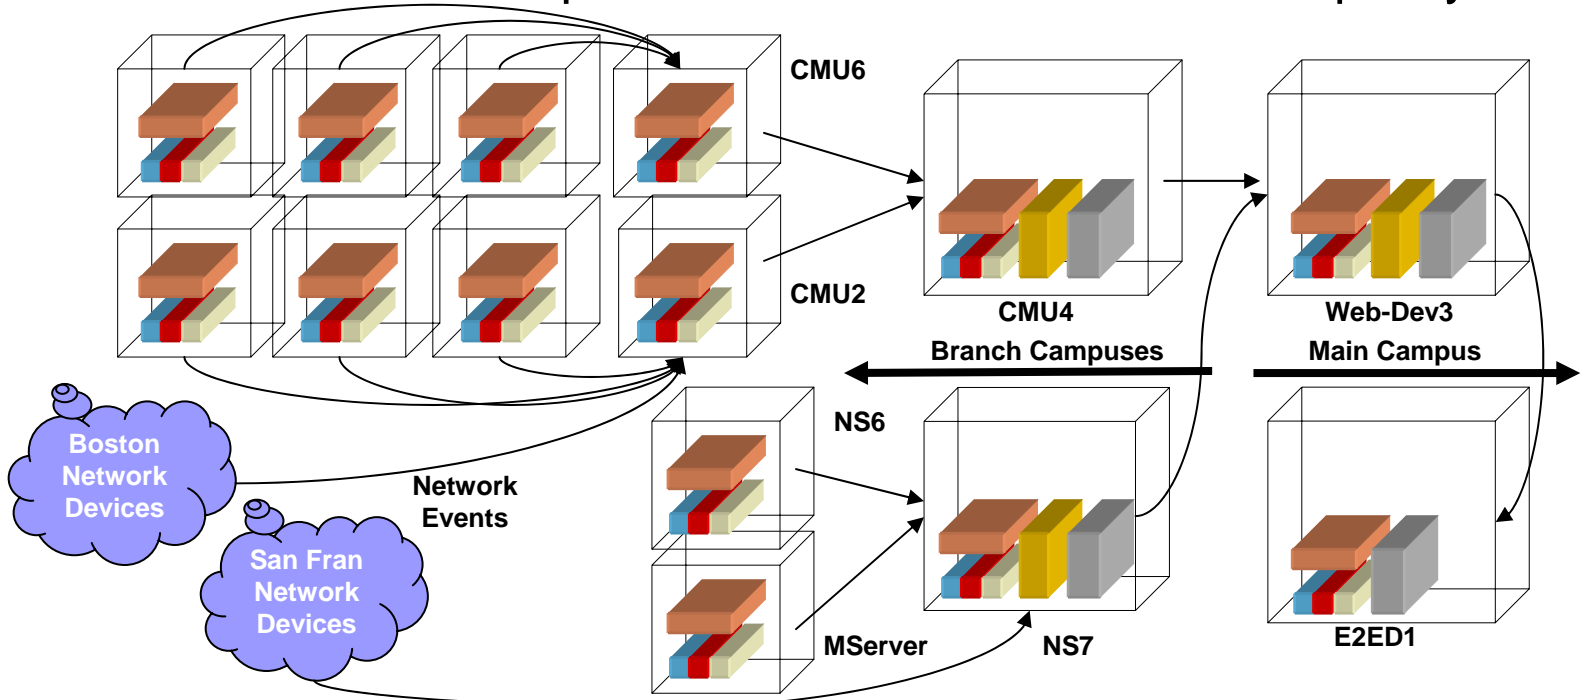 CMU6
CMU2
CMU4
Web-Dev3
Branch Campuses
Main Campus
NS6
Boston
Network
Devices
Network
Events
San Fran
Network
Devices
MServer
NS7
E2ED1